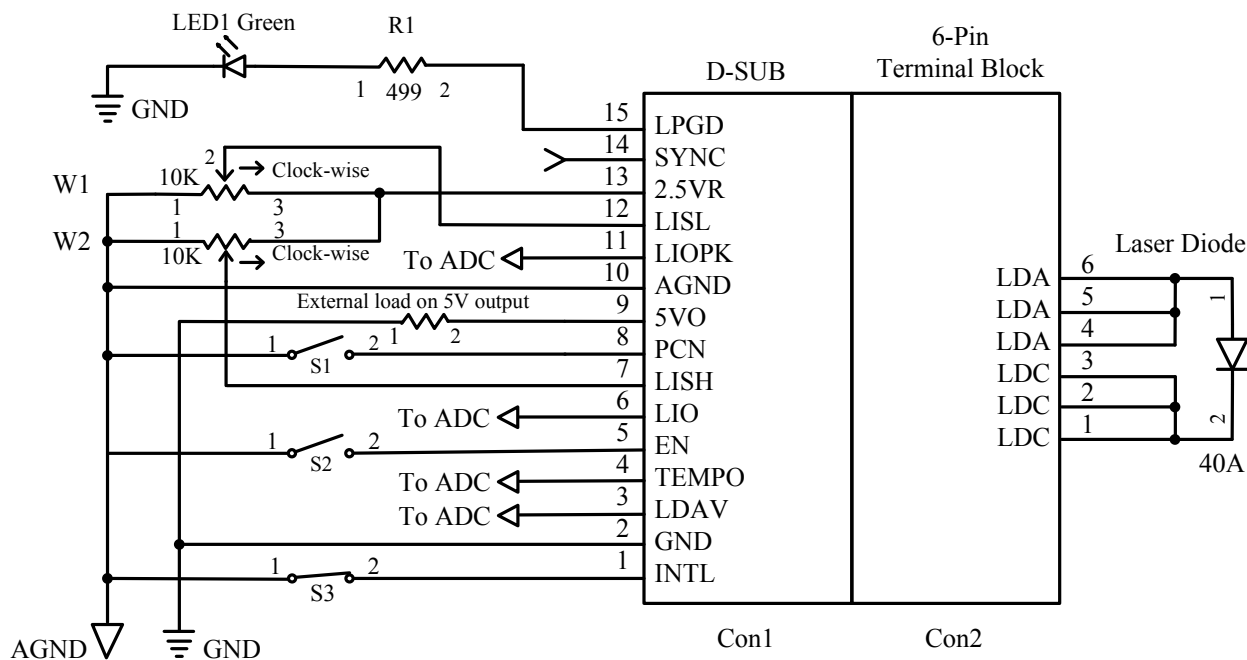 LED1 Green
R1
1 499 2
GND
D-SUB
6-Pin
Terminal Block
15 LPGD
14 SYNC
13 2.5VR
12 LISL
11 LIOPK
10 AGND
9 5VO
8 PCN
7 LISH
6 LIO
5 EN
4 TEMPO
3 LDAV
2 GND
1 INTL
W1
10K
2
Clock-wise
1 3
W2
1 3
10K
Clock-wise
To ADC
External load on 5V output
1 2
1 S1 2
To ADC
1 S2 2
To ADC
To ADC
1 S3 2
AGND
GND
Con1
Con2
Laser Diode
LDA 6
LDA 5
LDA 4
LDC 3
LDC 2
LDC 1
1
2
40A